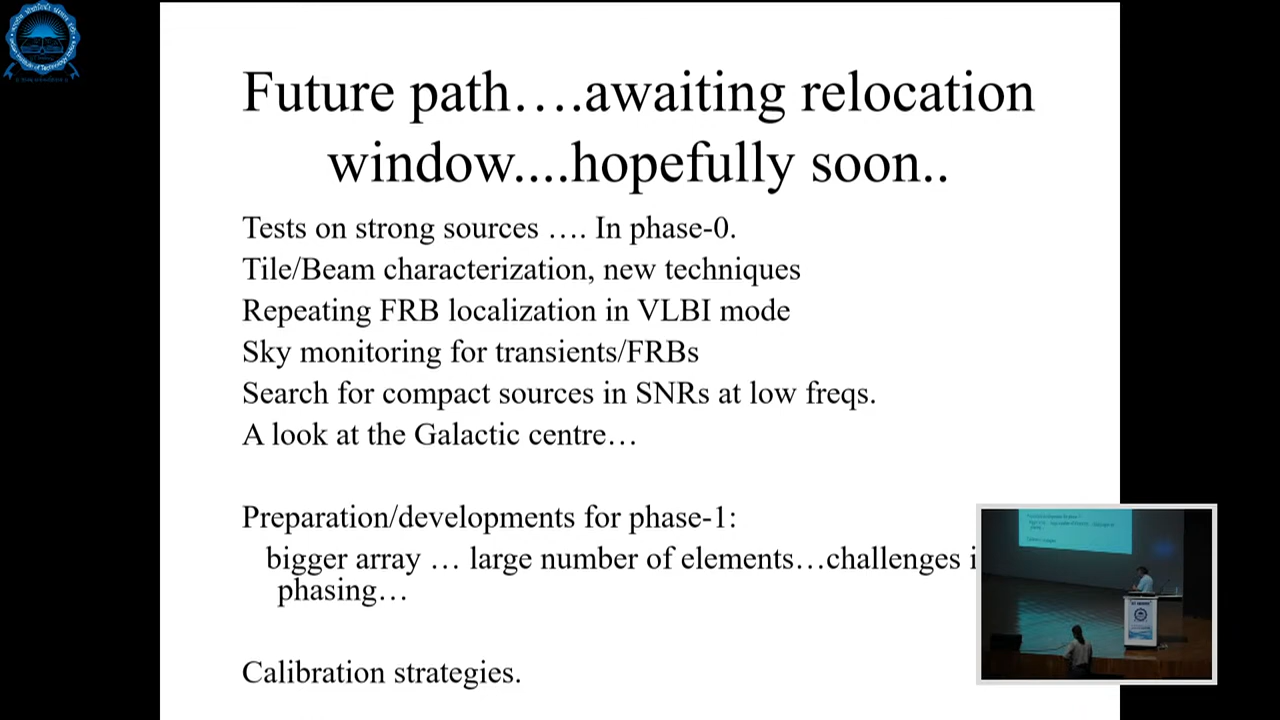 Future path….awaiting relocation
window....hopefully soon..
Tests on strong sources …. In phase-0.
Tile/Beam characterization, new techniques
Repeating FRB localization in VLBI mode
Sky monitoring for transients/FRBs
Search for compact sources in SNRs at low freqs.
A look at the Galactic centre…
Preparation/developments for phase-1:
bigger array … large number of elements…challenges i
phasing…
Calibration strategies.